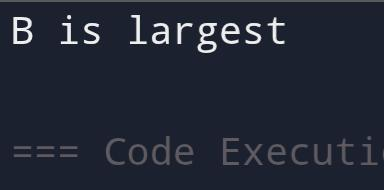 B is largest
=== Code Executi